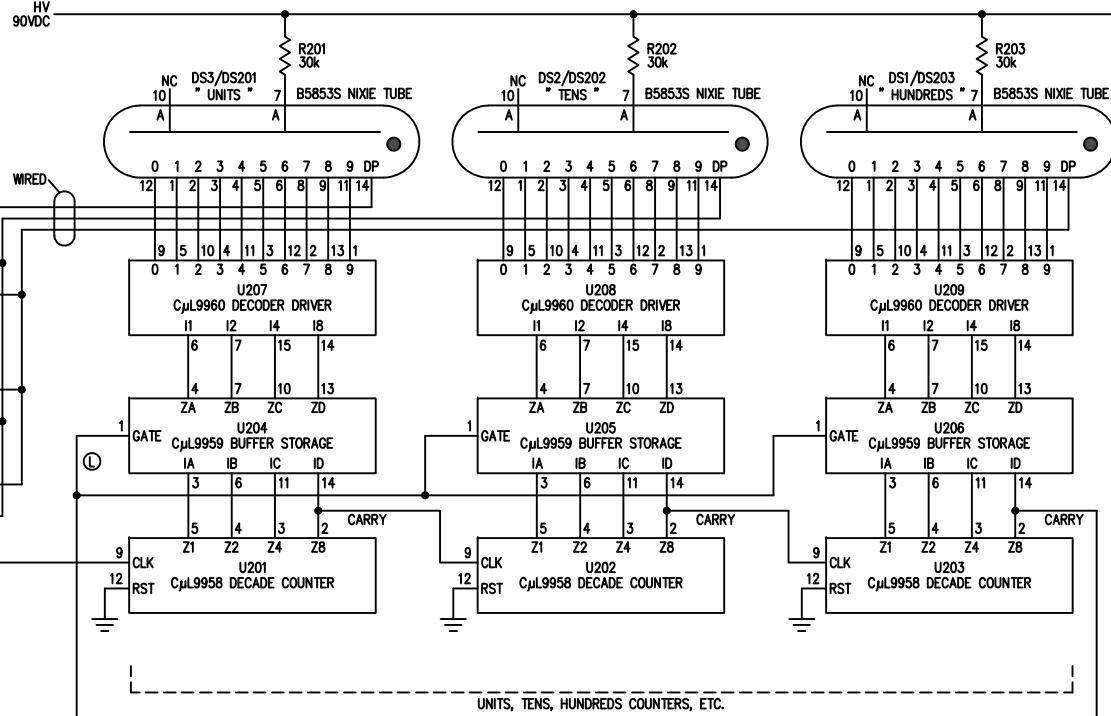 HV
90VDC
R201
30k
R202
30k
R203
30k
NC DS3/DS201
10 " UNITS " 7 B5853S NIXIE TUBE
NC DS2/DS202
10 " TENS " 7 B5853S NIXIE TUBE
NC DS1/DS203
10 " HUNDREDS " 7 B5853S NIXIE TUBE
A A A A A A
0 1 2 3 4 5 6 7 8 9 DP
0 1 2 3 4 5 6 7 8 9 DP
0 1 2 3 4 5 6 7 8 9 DP
WIRED
12 1 2 3 4 5 6 8 9 11 14
12 1 2 3 4 5 6 8 9 11 14
12 1 2 3 4 5 6 8 9 11 14
9 5 10 4 11 3 12 2 13 1
9 5 10 4 11 3 12 2 13 1
9 5 10 4 11 3 12 2 13 1
0 1 2 3 4 5 6 7 8 9
0 1 2 3 4 5 6 7 8 9
0 1 2 3 4 5 6 7 8 9
U207
CµL9960 DECODER DRIVER
U208
CµL9960 DECODER DRIVER
U209
CµL9960 DECODER DRIVER
I1 I2 I4 I8
I1 I2 I4 I8
I1 I2 I4 I8
6 7 15 14
6 7 15 14
6 7 15 14
4 7 10 13
4 7 10 13
4 7 10 13
ZA ZB ZC ZD
ZA ZB ZC ZD
ZA ZB ZC ZD
1 GATE
U204
CµL9959 BUFFER STORAGE
1 GATE
U205
CµL9959 BUFFER STORAGE
1 GATE
U206
CµL9959 BUFFER STORAGE
L
IA IB IC ID
IA IB IC ID
IA IB IC ID
3 6 11 14
3 6 11 14
3 6 11 14
CARRY
CARRY
CARRY
5 4 3 2
5 4 3 2
5 4 3 2
Z1 Z2 Z4 Z8
Z1 Z2 Z4 Z8
Z1 Z2 Z4 Z8
9 CLK
12 RST
U201
CµL9958 DECADE COUNTER
9 CLK
12 RST
U202
CµL9958 DECADE COUNTER
9 CLK
12 RST
U203
CµL9958 DECADE COUNTER
UNITS, TENS, HUNDREDS COUNTERS, ETC.